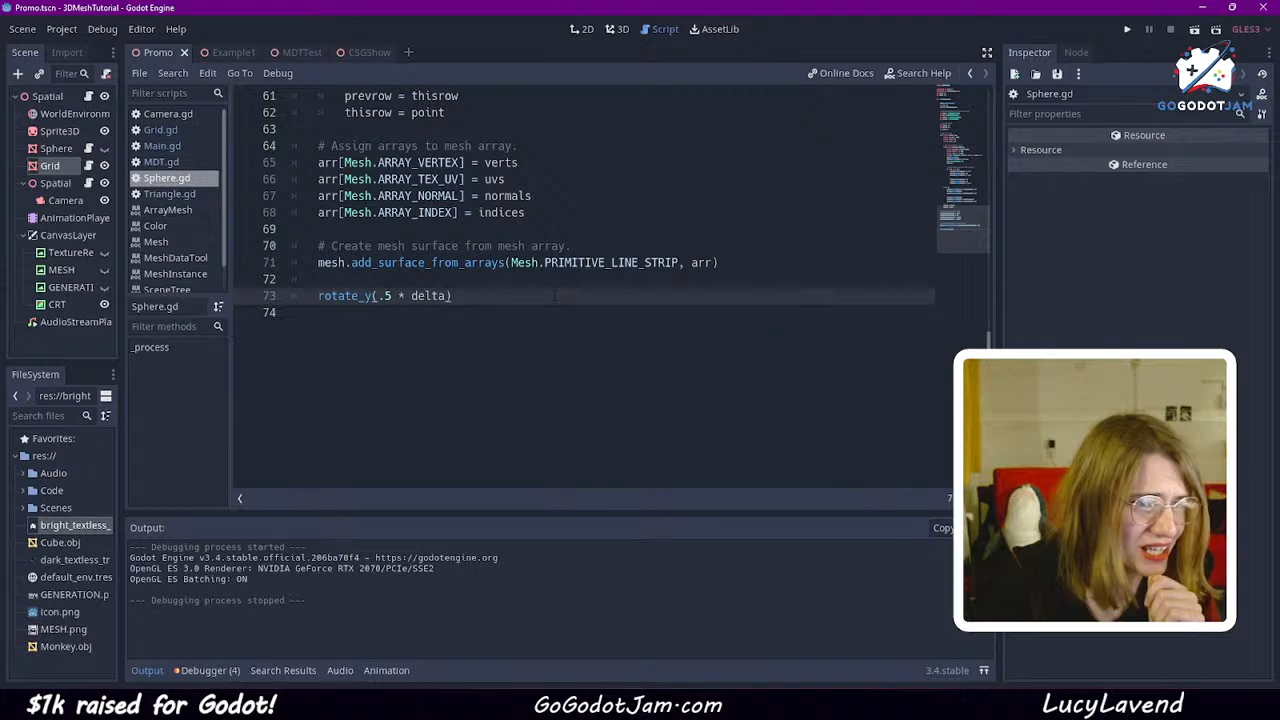 Promo.tscn - 3DMeshTutorial - Godot Engine
Scene Project Debug Editor Help
2D 3D Script AssetLib
GLES3
Scene Import
Promo Example1 MDTTest CSGShow
Inspector Node
Filter
File Search Edit Go To Debug
Online Docs Search Help
GOGODOTJAM
Spatial
WorldEnvironm
Sprite3D
Sphere
Grid
Spatial
Camera
AnimationPlaye
CanvasLayer
TextureRe
MESH
GENERATI
CRT
AudioStreamPla
Filter scripts
Camera.gd
Grid.gd
Main.gd
MDT.gd
Sphere.gd
Triangle.gd
ArrayMesh
Color
Mesh
MeshDataTool
MeshInstance
SceneTree
Sphere.gd
Filter methods
_process
61 prevrow = thisrow
62 thisrow = point
63
64 # Assign arrays to mesh array.
65 arr[Mesh.ARRAY_VERTEX] = verts
66 arr[Mesh.ARRAY_TEX_UV] = uvs
67 arr[Mesh.ARRAY_NORMAL] = normals
68 arr[Mesh.ARRAY_INDEX] = indices
69
70 # Create mesh surface from mesh array.
71 mesh.add_surface_from_arrays(Mesh.PRIMITIVE_LINE_STRIP, arr)
72
73 rotate_y(.5 * delta)
74
Sphere.gd
Filter properties
Resource
Resource
Reference
FileSystem
res://bright
Search files
Favorites:
res://
Audio
Code
Scenes
bright_textless_
Cube.obj
dark_textless_tr
default_env.tres
GENERATION.p
icon.png
MESH.png
Monkey.obj
Output:
--- Debugging process started ---
Godot Engine v3.4.stable.official.206ba70f4 - https://godotengine.org
OpenGL ES 3.0 Renderer: NVIDIA GeForce RTX 2070/PCIe/SSE2
OpenGL ES Batching: ON
--- Debugging process stopped ---
Output Debugger (4) Search Results Audio Animation
3.4.stable
$1k raised for Godot!
GoGodotJam.com
LucyLavend